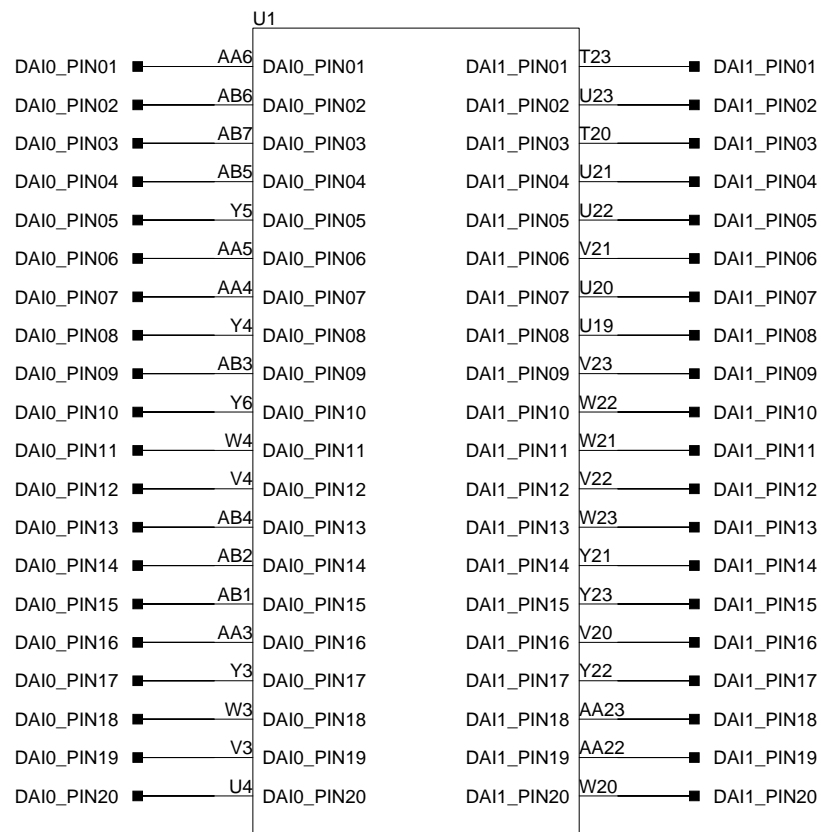 U1
DAI0_PIN01 AA6 DAI0_PIN01 DAI1_PIN01 T23 DAI1_PIN01
DAI0_PIN02 AB6 DAI0_PIN02 DAI1_PIN02 U23 DAI1_PIN02
DAI0_PIN03 AB7 DAI0_PIN03 DAI1_PIN03 T20 DAI1_PIN03
DAI0_PIN04 AB5 DAI0_PIN04 DAI1_PIN04 U21 DAI1_PIN04
DAI0_PIN05 Y5 DAI0_PIN05 DAI1_PIN05 U22 DAI1_PIN05
DAI0_PIN06 AA5 DAI0_PIN06 DAI1_PIN06 V21 DAI1_PIN06
DAI0_PIN07 AA4 DAI0_PIN07 DAI1_PIN07 U20 DAI1_PIN07
DAI0_PIN08 Y4 DAI0_PIN08 DAI1_PIN08 U19 DAI1_PIN08
DAI0_PIN09 AB3 DAI0_PIN09 DAI1_PIN09 V23 DAI1_PIN09
DAI0_PIN10 Y6 DAI0_PIN10 DAI1_PIN10 W22 DAI1_PIN10
DAI0_PIN11 W4 DAI0_PIN11 DAI1_PIN11 W21 DAI1_PIN11
DAI0_PIN12 V4 DAI0_PIN12 DAI1_PIN12 V22 DAI1_PIN12
DAI0_PIN13 AB4 DAI0_PIN13 DAI1_PIN13 W23 DAI1_PIN13
DAI0_PIN14 AB2 DAI0_PIN14 DAI1_PIN14 Y21 DAI1_PIN14
DAI0_PIN15 AB1 DAI0_PIN15 DAI1_PIN15 Y23 DAI1_PIN15
DAI0_PIN16 AA3 DAI0_PIN16 DAI1_PIN16 V20 DAI1_PIN16
DAI0_PIN17 Y3 DAI0_PIN17 DAI1_PIN17 Y22 DAI1_PIN17
DAI0_PIN18 W3 DAI0_PIN18 DAI1_PIN18 AA23 DAI1_PIN18
DAI0_PIN19 V3 DAI0_PIN19 DAI1_PIN19 AA22 DAI1_PIN19
DAI0_PIN20 U4 DAI0_PIN20 DAI1_PIN20 W20 DAI1_PIN20